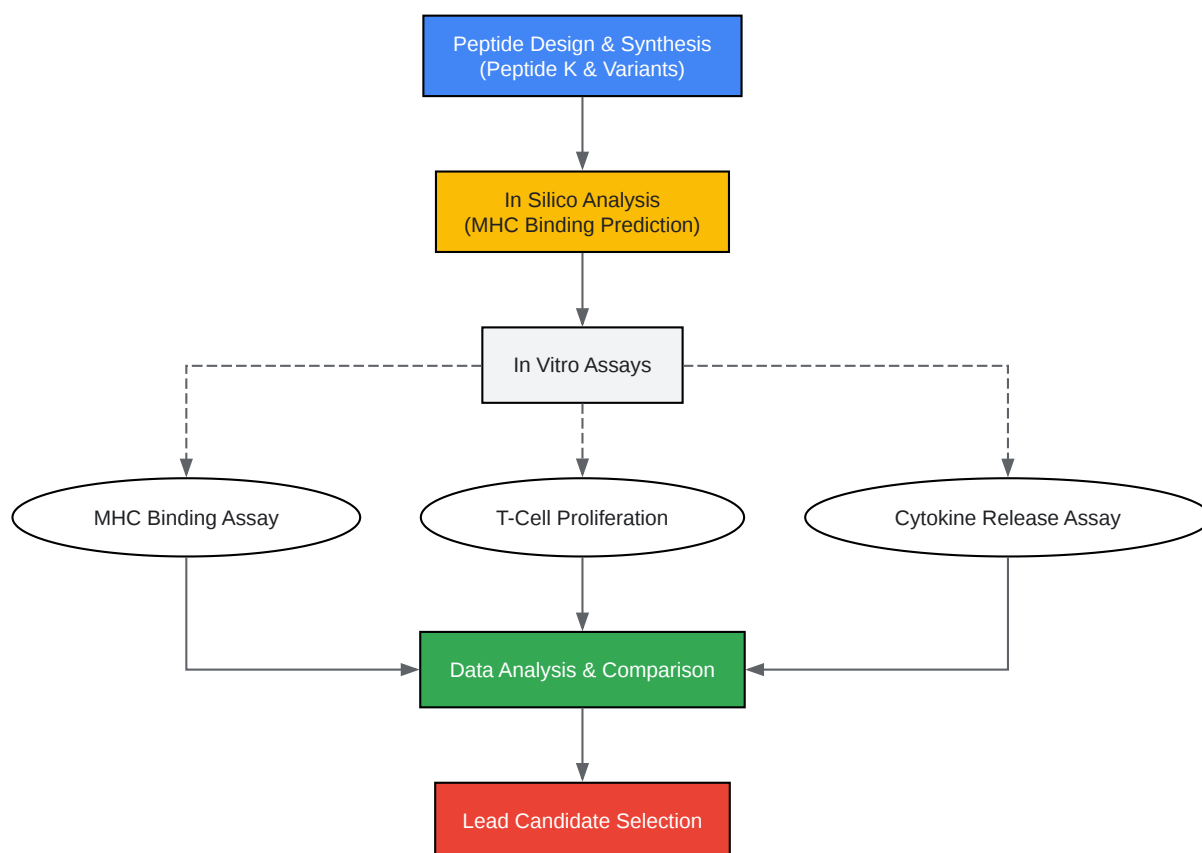 Peptide Design & Synthesis
(Peptide K & Variants)
In Silico Analysis
(MHC Binding Prediction)
In Vitro Assays
MHC Binding Assay
T-Cell Proliferation
Cytokine Release Assay
Data Analysis & Comparison
Lead Candidate Selection